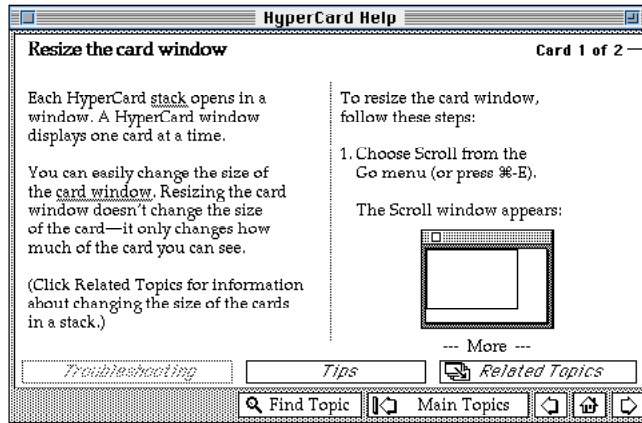 HyperCard Help
Resize the card window
Card 1 of 2
Each HyperCard stack opens in a
window. A HyperCard window
displays one card at a time.
You can easily change the size of
the card window. Resizing the card
window doesn't change the size
of the card—it only changes how
much of the card you can see.
(Click Related Topics for information
about changing the size of the cards
in a stack.)
To resize the card window,
follow these steps:
1. Choose Scroll from the
Go menu (or press ⌘-E).
The Scroll window appears:
--- More ---
Troubleshooting
Tips
Related Topics
Find Topic
Main Topics